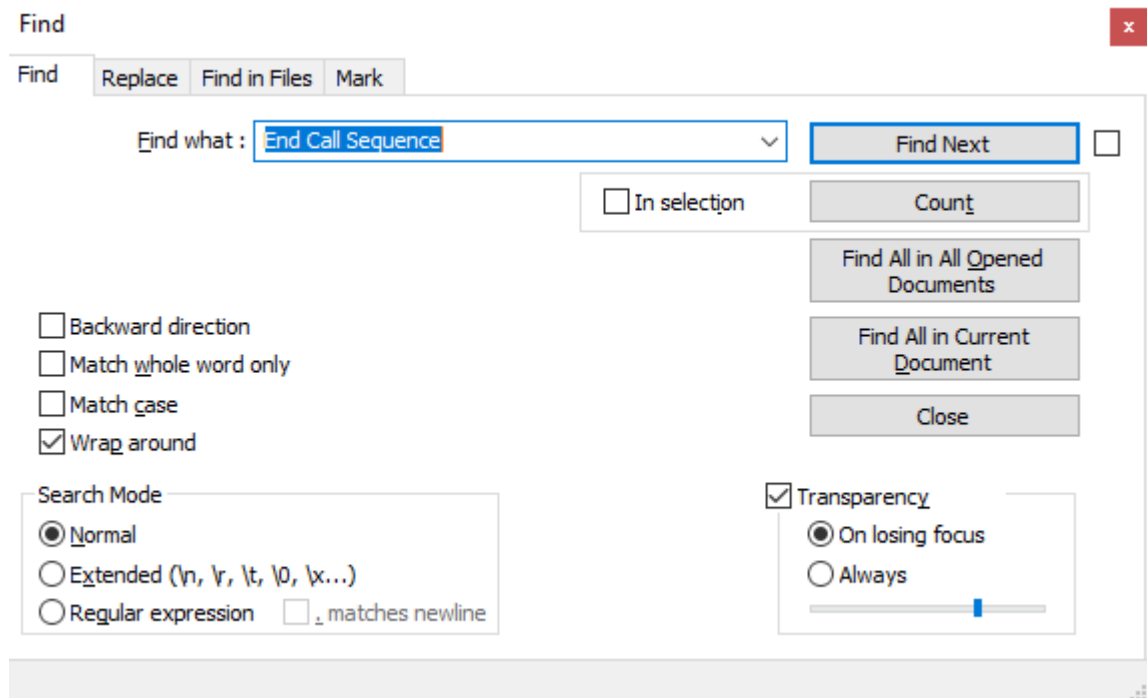 Find
x
Find Replace Find in Files Mark
Find what : End Call Sequence Find Next
In selection Count
Find All in All Opened
Documents
Backward direction
Find All in Current
Document
Match whole word only
Match case
Close
Wrap around
Search Mode
Transparency
Normal
On losing focus
Extended (\n, \r, \t, \0, \x...)
Always
Regular expression . matches newline